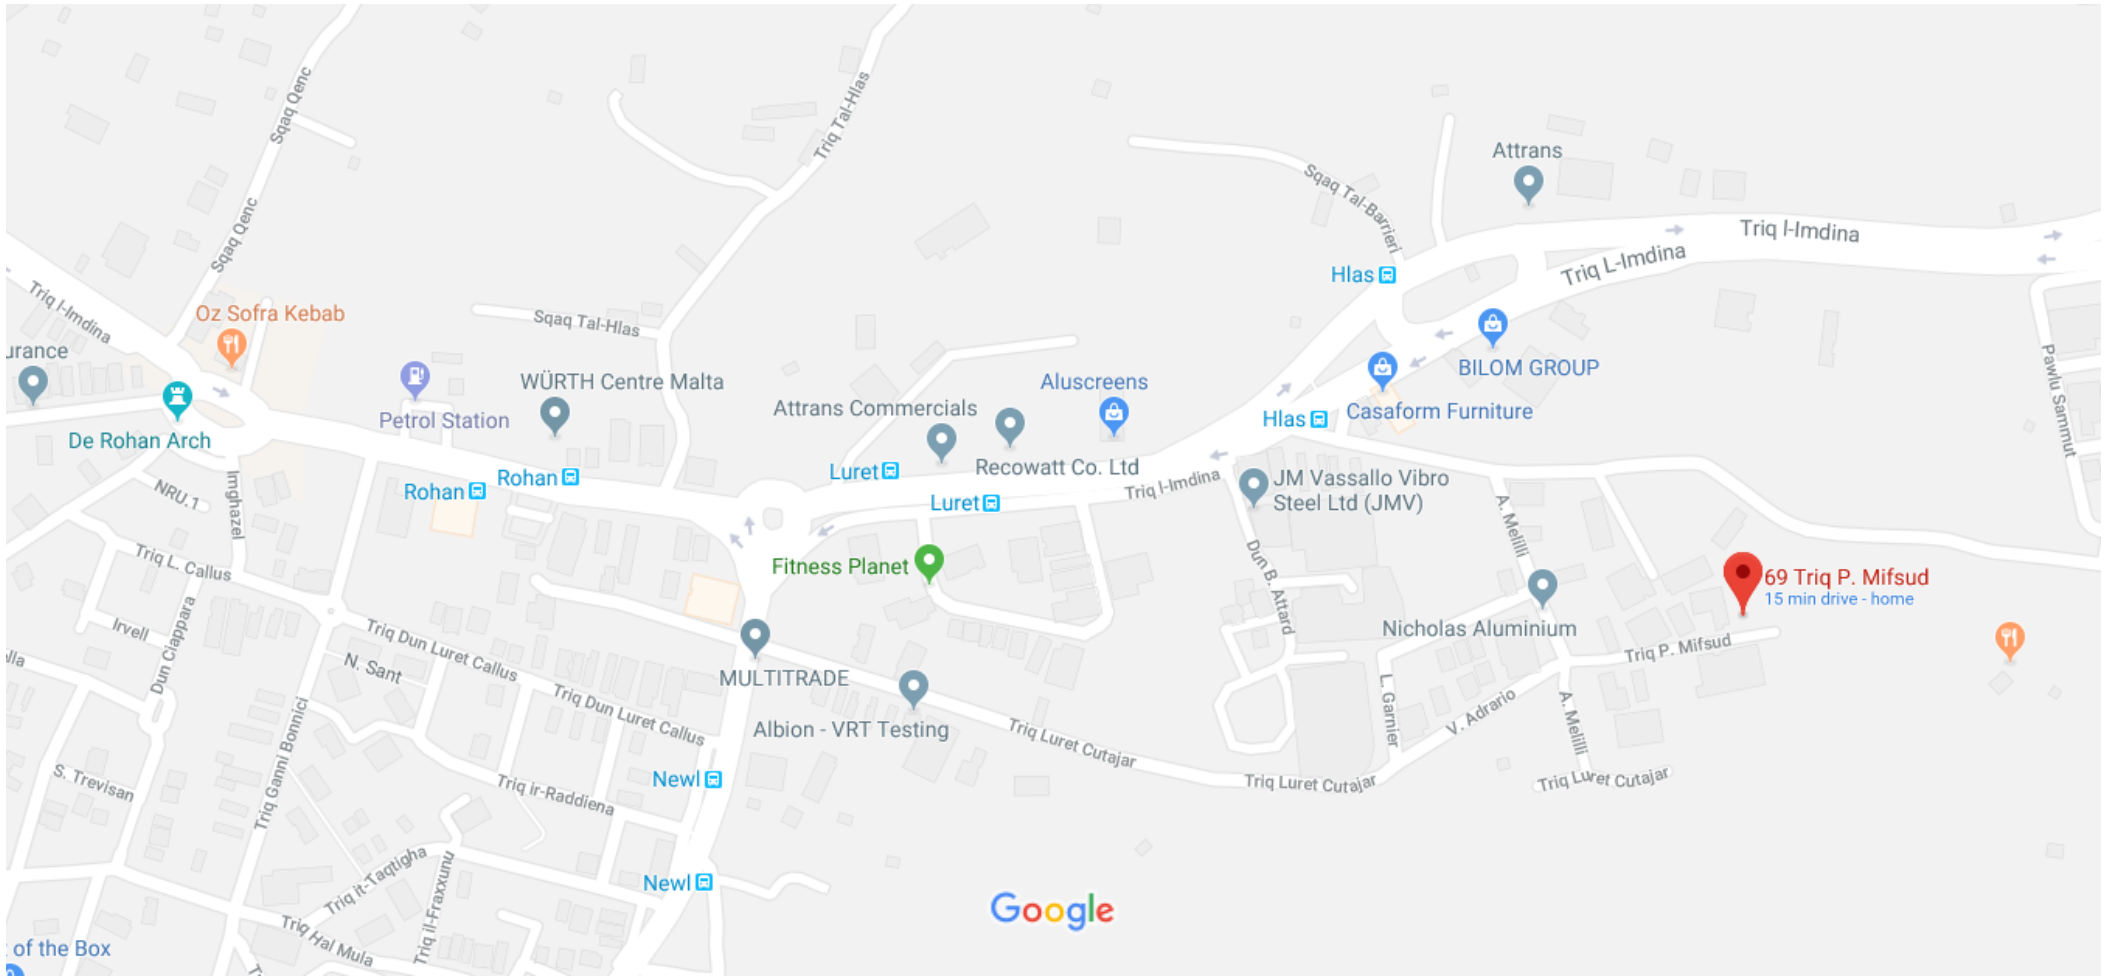 Sqaq Qenc
Triq Tal-Hlas
Attrans
Sqaq Tal-Barrieri
Sqaq Qenc
Triq l-Imdina
Triq L-Imdina
Hlas
Triq l-Imdina
Oz Sofra Kebab
Sqaq Tal-Hlas
urance
BILOM GROUP
Pawlu Sammut
WÜRTH Centre Malta
Aluscreens
Attrans Commercials
Casaform Furniture
Petrol Station
Hlas
De Rohan Arch
Recowatt Co. Ltd
Luret
Rohan
Rohan
Luret
Triq l-Imdina
JM Vassallo Vibro
Steel Ltd (JMV)
NRU.1
Imghazel
A. Melilli
Triq L. Callus
Fitness Planet
Dun B. Attard
69 Triq P. Mifsud
15 min drive - home
Irvell
Dun Ciappara
Triq Dun Luret Callus
Nicholas Aluminium
Triq P. Mifsud
lla
N. Sant
MULTITRADE
Triq Dun Luret Callus
Albion - VRT Testing
Triq Luret Cutajar
L. Garnier
V. Adrario
A. Melilli
S. Trevisan
Triq Ganni Bonnici
Newl
Triq ir-Raddiena
Triq Luret Cutajar
Triq Luret Cutajar
Triq it-Taqtigha
Triq il-Fraxxunu
Newl
Triq Hal Mula
Google
of the Box